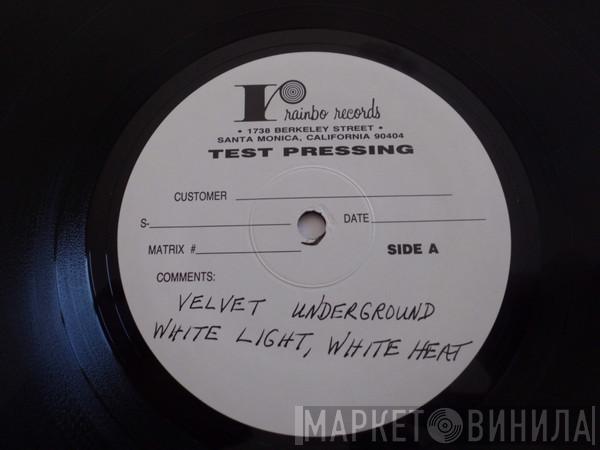 r
rainbo records
• 1738 BERKELEY STREET •
SANTA MONICA, CALIFORNIA 90404
TEST PRESSING
CUSTOMER
S- DATE
MATRIX # SIDE A
COMMENTS:
VELVET UNDERGROUND
WHITE LIGHT, WHITE HEAT
МАРКЕТ ВИНИЛА